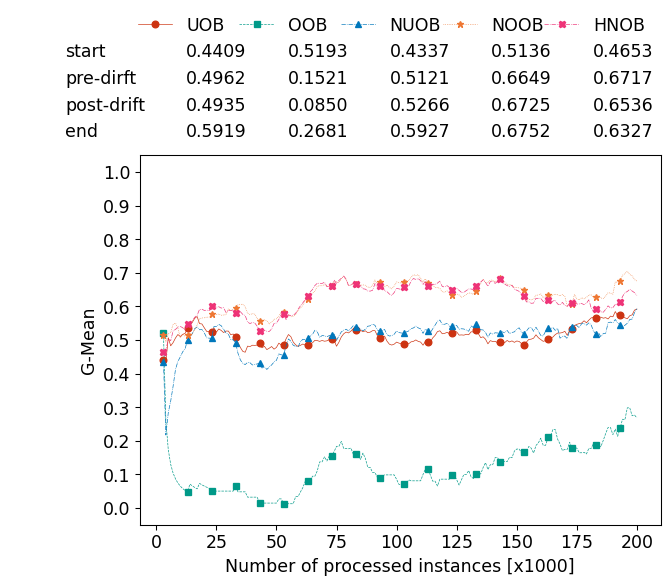 UOB OOB NUOB NOOB HNOB
start 0.4409 0.5193 0.4337 0.5136 0.4653
pre-dirft 0.4962 0.1521 0.5121 0.6649 0.6717
post-drift 0.4935 0.0850 0.5266 0.6725 0.6536
end 0.5919 0.2681 0.5927 0.6752 0.6327
1.0
0.9
0.8
0.7
0.6
0.5
0.4
0.3
0.2
0.1
0.0
G-Mean
0 25 50 75 100 125 150 175 200
Number of processed instances [x1000]